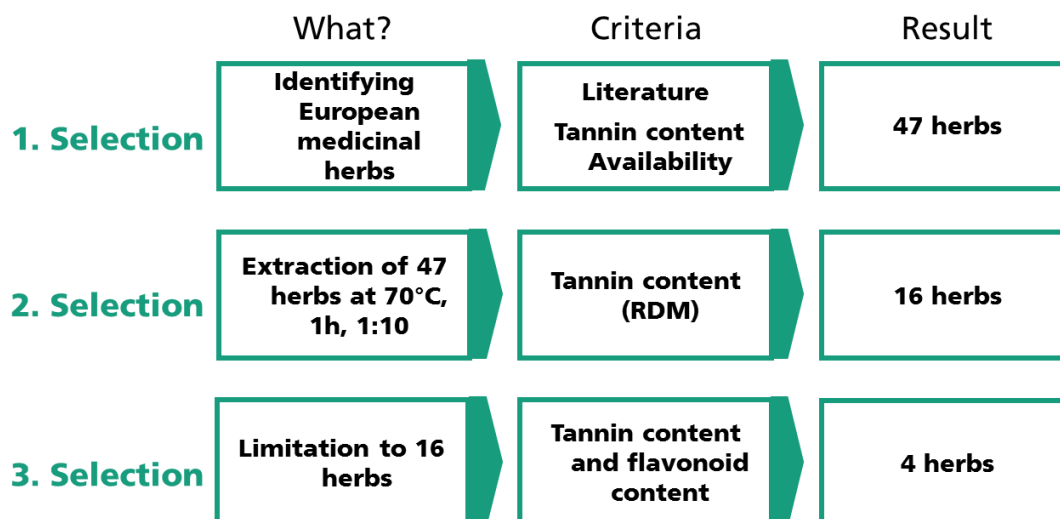 What?
Criteria
Result
1. Selection
Identifying
European
medicinal
herbs
Literature
Tannin content
Availability
47 herbs
2. Selection
Extraction of 47
herbs at 70°C,
1h, 1:10
Tannin content
(RDM)
16 herbs
3. Selection
Limitation to 16
herbs
Tannin content
and flavonoid
content
4 herbs